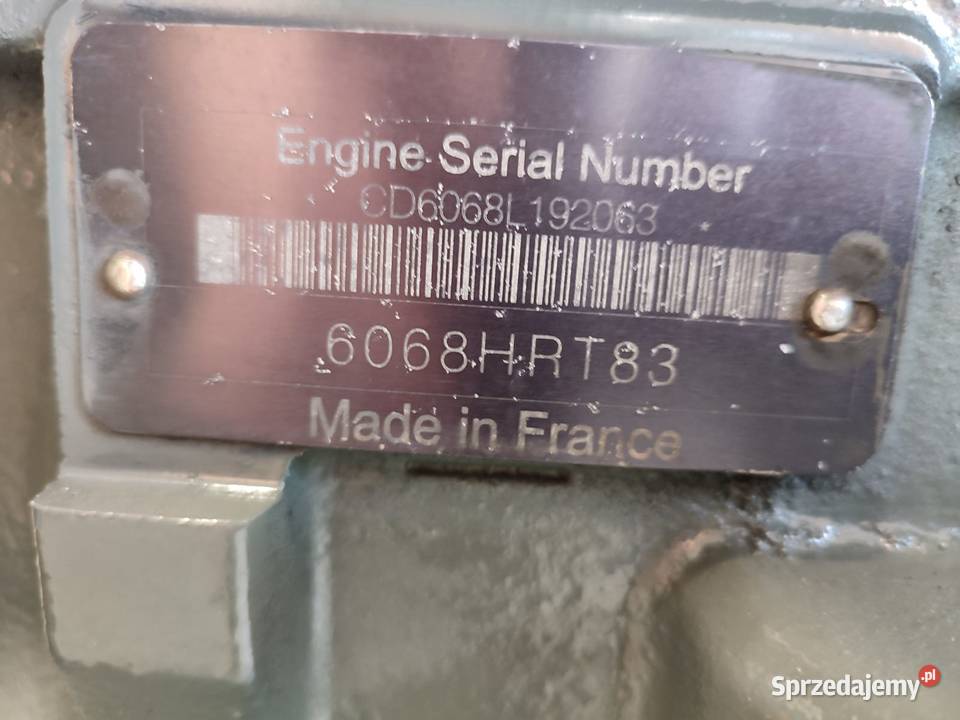 Engine Serial Number
CD6068L192063
6068HRT83
Made in France
Sprzedajemy.pl